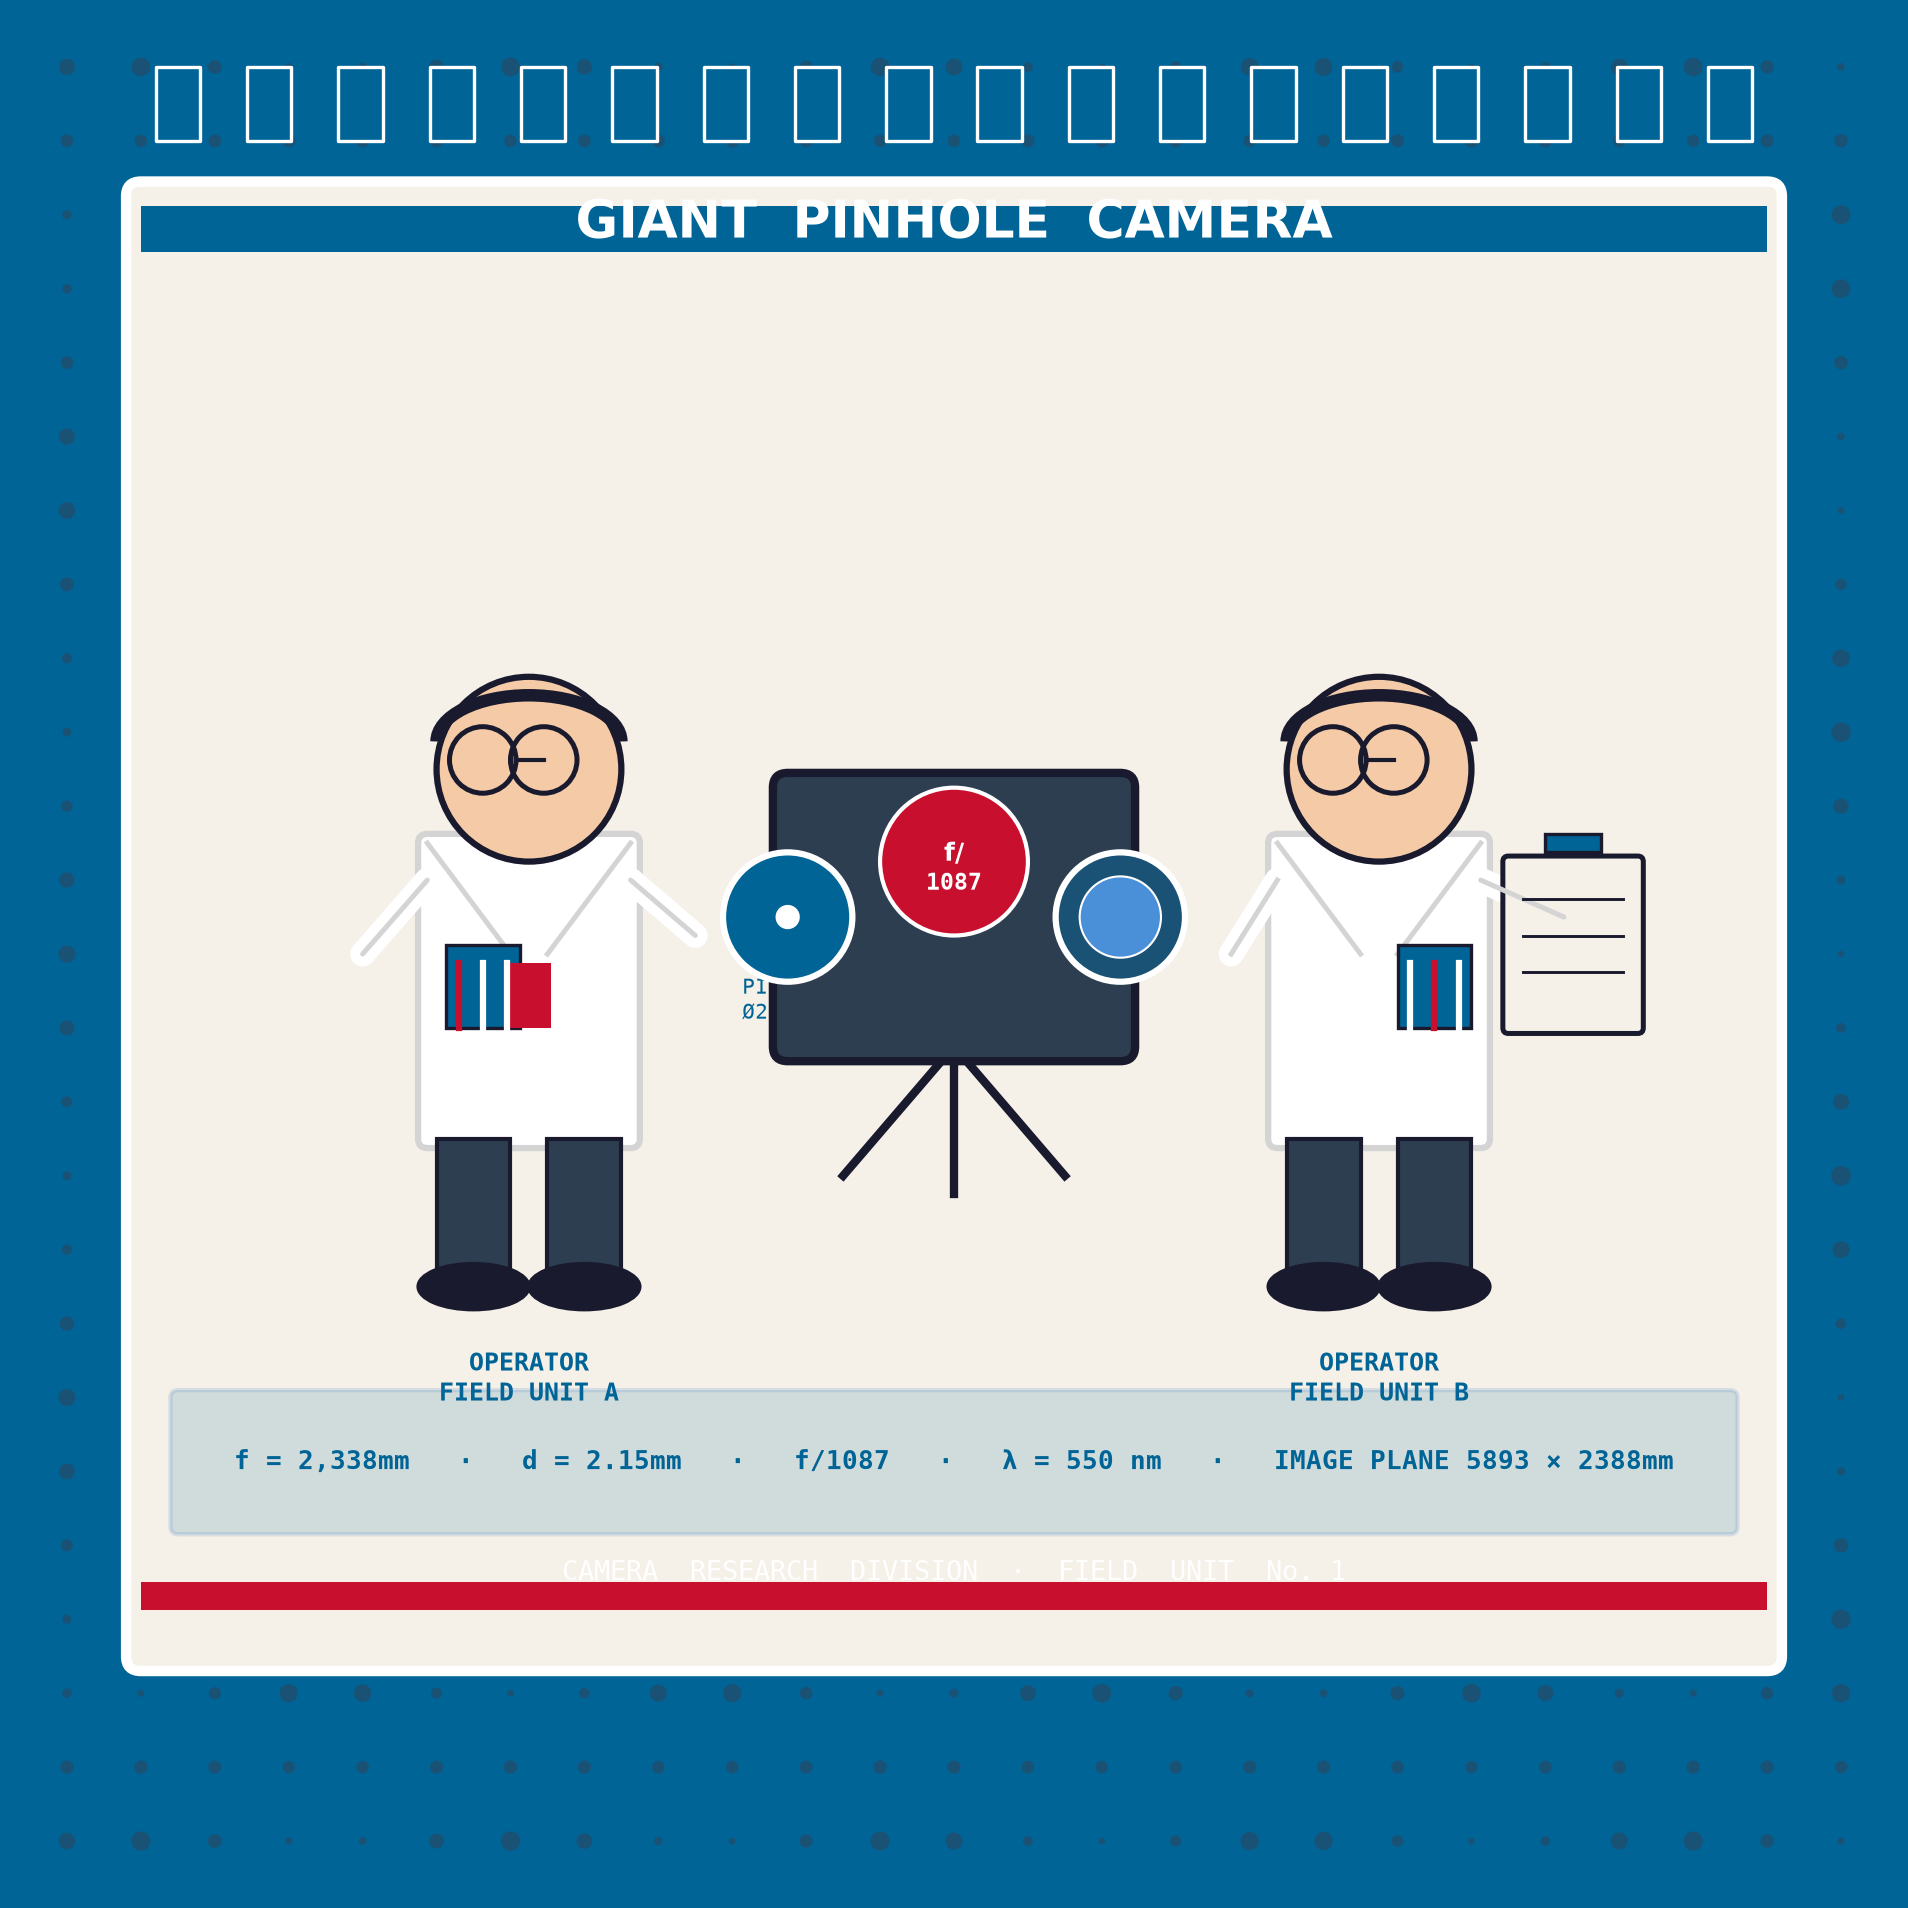 GIANT PINHOLE CAMERA
f/
1087
Ø2
OPERATOR
FIELD UNIT A
OPERATOR
FIELD UNIT B
f = 2,338mm · d = 2.15mm · f/1087 · λ = 550 nm · IMAGE PLANE 5893 × 2388mm
CAMERA RESEARCH DIVISION · FIELD UNIT No. 1